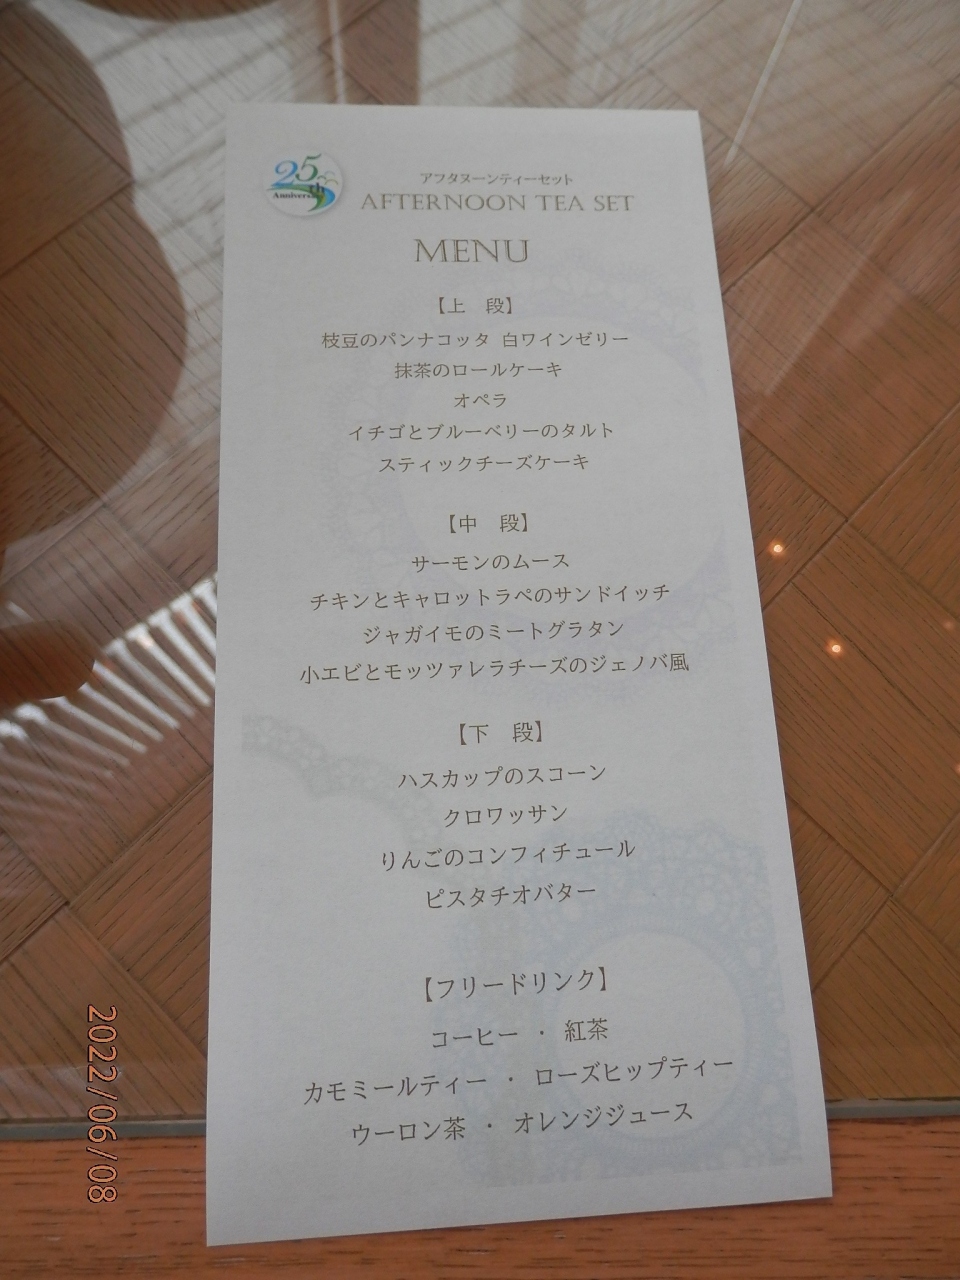 25th
Anniversary
アフタヌーンティーセット
AFTERNOON TEA SET
MENU
【上　段】
枝豆のパンナコッタ 白ワインゼリー
抹茶のロールケーキ
オペラ
イチゴとブルーベリーのタルト
スティックチーズケーキ
【中　段】
サーモンのムース
チキンとキャロットラペのサンドイッチ
ジャガイモのミートグラタン
小エビとモッツァレラチーズのジェノバ風
【下　段】
ハスカップのスコーン
クロワッサン
りんごのコンフィチュール
ピスタチオバター
【フリードリンク】
コーヒー ・ 紅茶
カモミールティー ・ ローズヒップティー
ウーロン茶 ・ オレンジジュース
2022/06/08